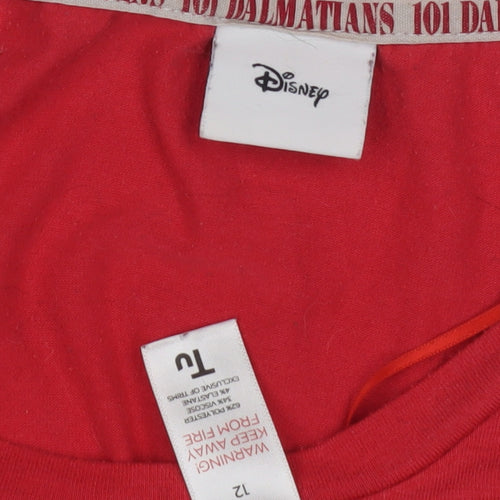 101 DALMATIANS 101 DAL
Disney
Tu
62% POLYESTER
34% VISCOSE
4% ELASTANE
EXCLUSIVE OF TRIMS
WARNING!
KEEP AWAY
FROM FIRE
12